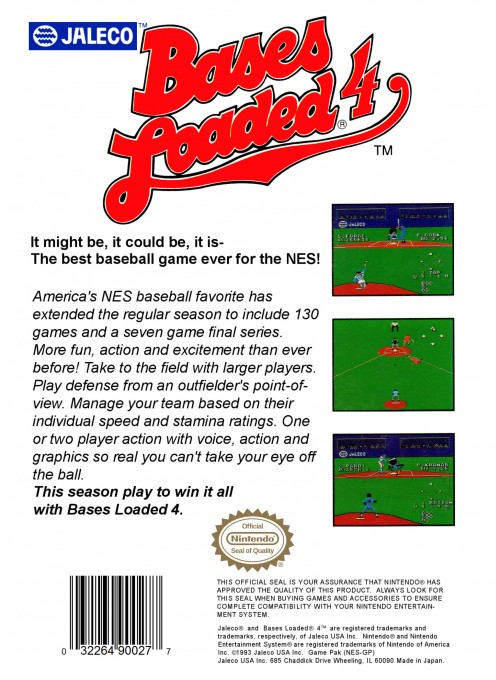 JALECO™
Bases
Loaded® 4
TM
It might be, it could be, it is-
The best baseball game ever for the NES!
America's NES baseball favorite has
extended the regular season to include 130
games and a seven game final series.
More fun, action and excitement than ever
before! Take to the field with larger players.
Play defense from an outfielder's point-of-
view. Manage your team based on their
individual speed and stamina ratings. One
or two player action with voice, action and
graphics so real you can't take your eye off
the ball.
This season play to win it all
with Bases Loaded 4.
JALECO
JALECO
Official
Nintendo®
Seal of Quality
®
THIS OFFICIAL SEAL IS YOUR ASSURANCE THAT NINTENDO® HAS
APPROVED THE QUALITY OF THIS PRODUCT. ALWAYS LOOK FOR
THIS SEAL WHEN BUYING GAMES AND ACCESSORIES TO ENSURE
COMPLETE COMPATIBILITY WITH YOUR NINTENDO ENTERTAIN-
MENT SYSTEM.
Jaleco® and Bases Loaded® 4™ are registered trademarks and
trademarks, respectively, of Jaleco USA Inc. Nintendo® and Nintendo
Entertainment System® are registered trademarks of Nintendo of America
Inc. ©1993 Jaleco USA Inc. Game Pak (NES-GP)
Jaleco USA Inc. 685 Chaddick Drive Wheeling, IL 60090 Made in Japan.
0 32264 90027 7